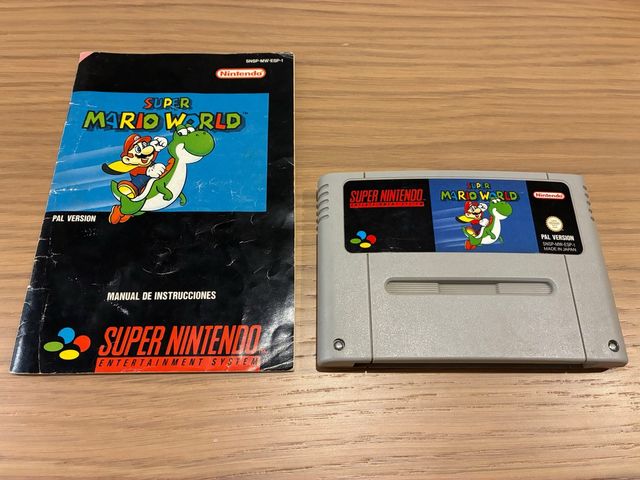 SNSP-MW-ESP-1
Nintendo
SUPER
MARIO WORLD
PAL VERSION
MANUAL DE INSTRUCCIONES
SUPER NINTENDO
ENTERTAINMENT SYSTEM
SUPER NINTENDO
ENTERTAINMENT SYSTEM
SUPER
MARIO WORLD
Nintendo
PAL VERSION
SNSP-MW-ESP-1
MADE IN JAPAN